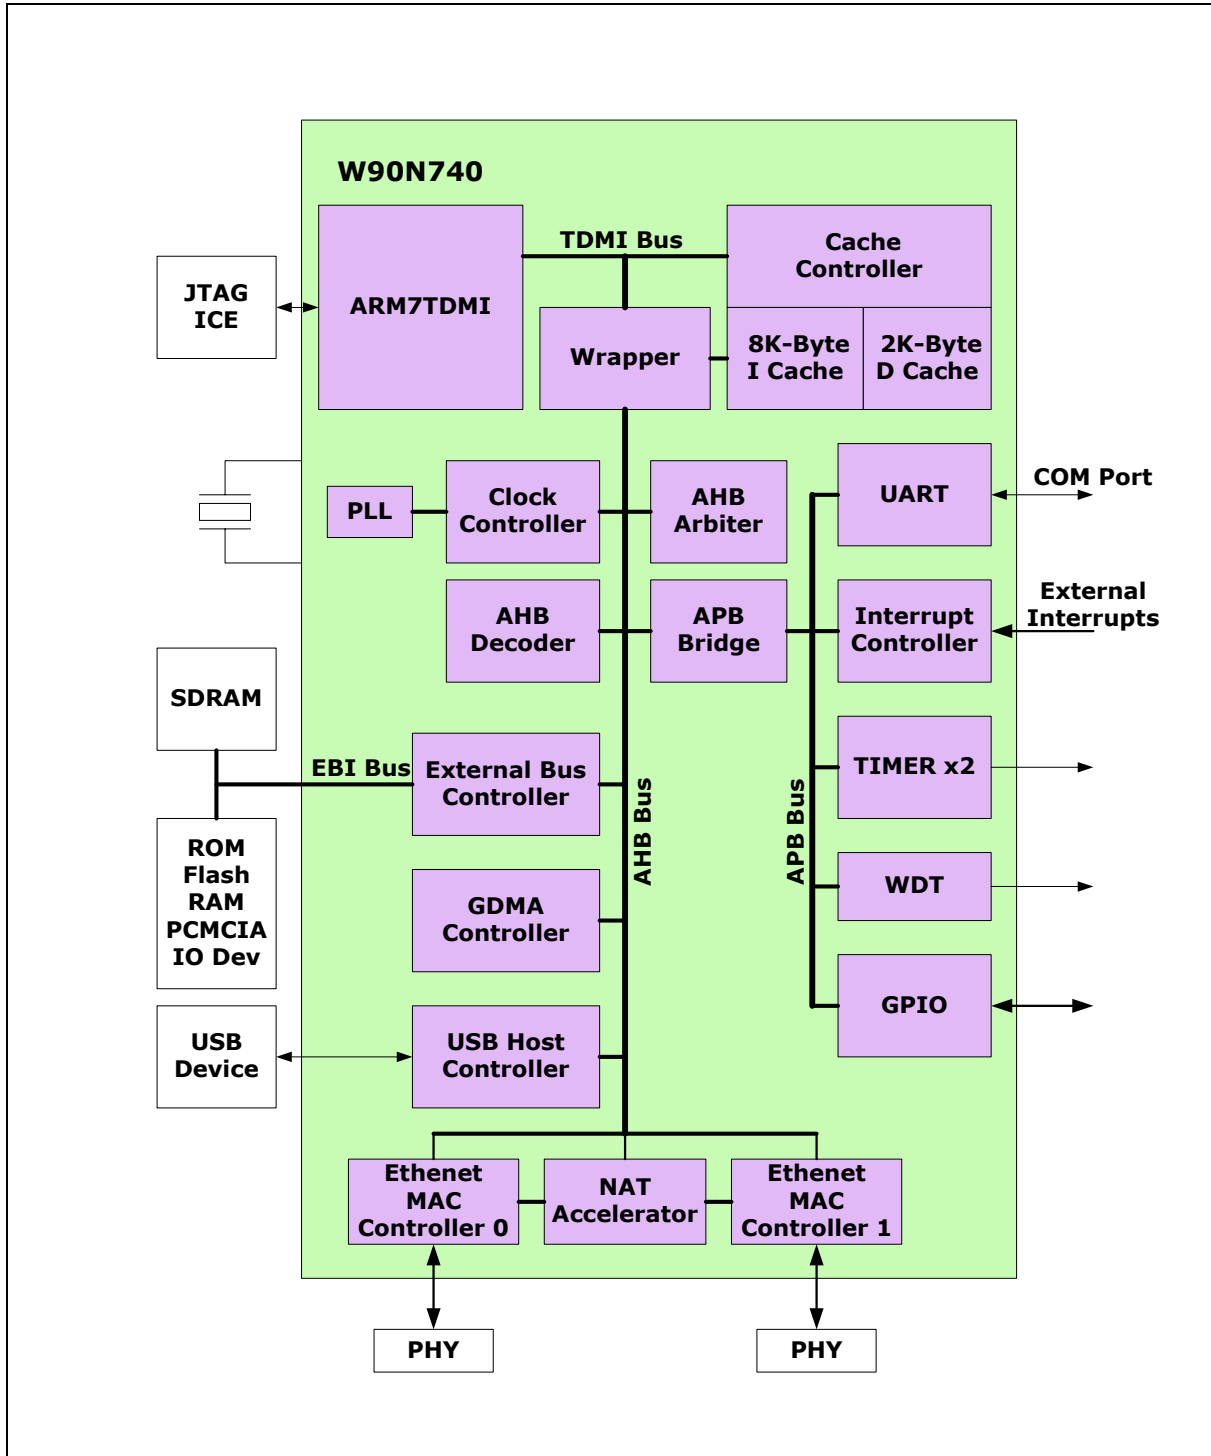 W90N740
TDMI Bus
Cache
Controller
JTAG
ICE
ARM7TDMI
Wrapper
8K-Byte
I Cache
2K-Byte
D Cache
PLL
Clock
Controller
AHB
Arbiter
UART
COM Port
AHB
Decoder
APB
Bridge
Interrupt
Controller
External
Interrupts
SDRAM
EBI Bus
External Bus
Controller
AHB Bus
APB Bus
TIMER x2
ROM
Flash
RAM
PCMCIA
IO Dev
GDMA
Controller
WDT
GPIO
USB
Device
USB Host
Controller
Ethenet
MAC
Controller 0
NAT
Accelerator
Ethenet
MAC
Controller 1
PHY
PHY